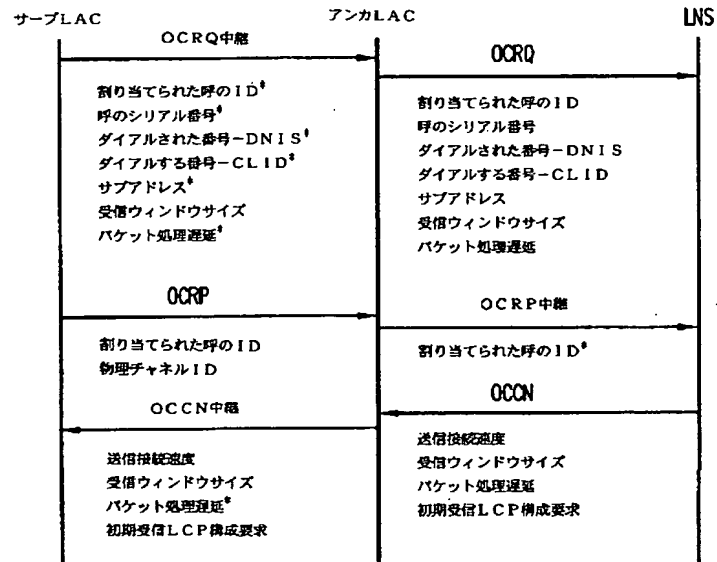 サーブLAC
アンカLAC
LNS
OCRQ中継
OCRQ
割り当てられた呼のID*
呼のシリアル番号*
ダイアルされた番号-DNIS*
ダイアルする番号-CLID*
サブアドレス*
受信ウィンドウサイズ
パケット処理遅延*
割り当てられた呼のID
呼のシリアル番号
ダイアルされた番号-DNIS
ダイアルする番号-CLID
サブアドレス
受信ウィンドウサイズ
パケット処理遅延
OCRP
OCRP中継
割り当てられた呼のID
物理チャネルID
割り当てられた呼のID*
OCCN中継
OCCN
送信接続速度
受信ウィンドウサイズ
パケット処理遅延*
初期受信LCP構成要求
送信接続速度
受信ウィンドウサイズ
パケット処理遅延
初期受信LCP構成要求